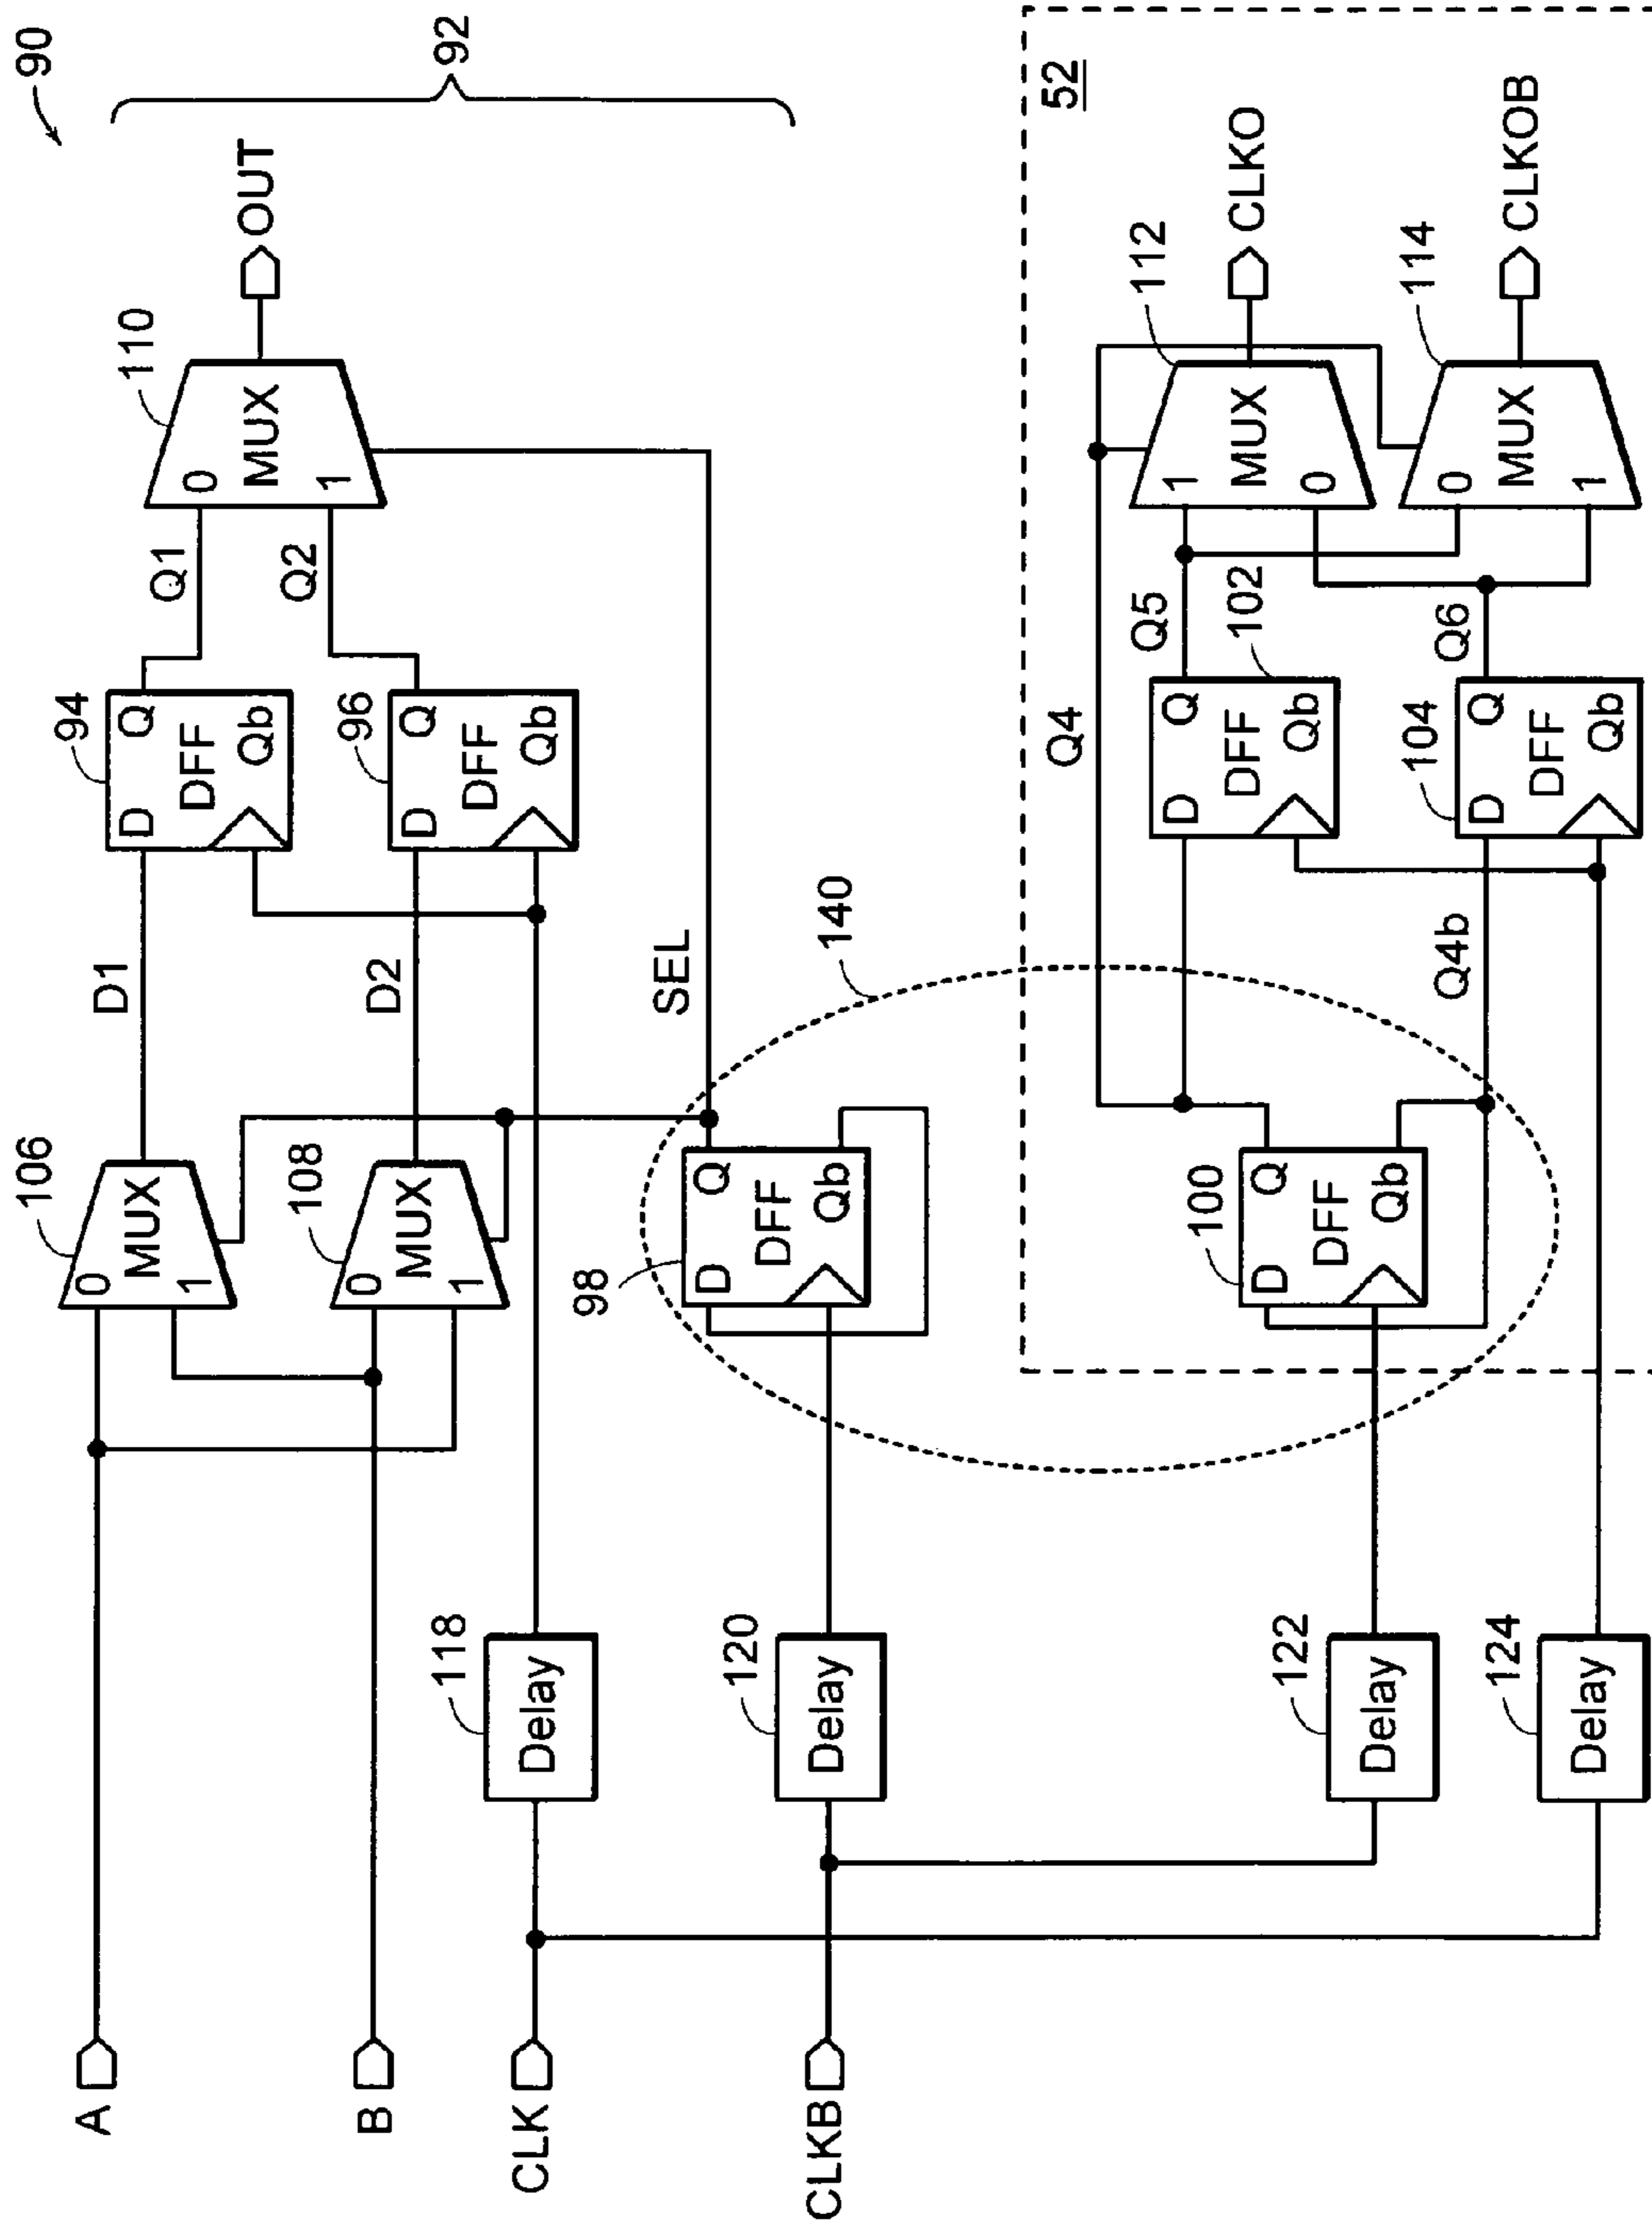 90
92
A
B
CLK
CLKB
106
0
MUX
1
108
0
MUX
1
D1
D2
94
D
Q
DFF
Qb
96
D
Q
DFF
Qb
Q1
Q2
110
0
MUX
1
OUT
118
Delay
120
Delay
98
D
Q
DFF
Qb
SEL
140
52
122
Delay
124
Delay
100
D
Q
DFF
Qb
Q4
Q4b
D
Q
DFF
Qb
102
Q5
104
D
Q
DFF
Qb
Q6
112
1
MUX
0
CLKO
114
0
MUX
1
CLKOB